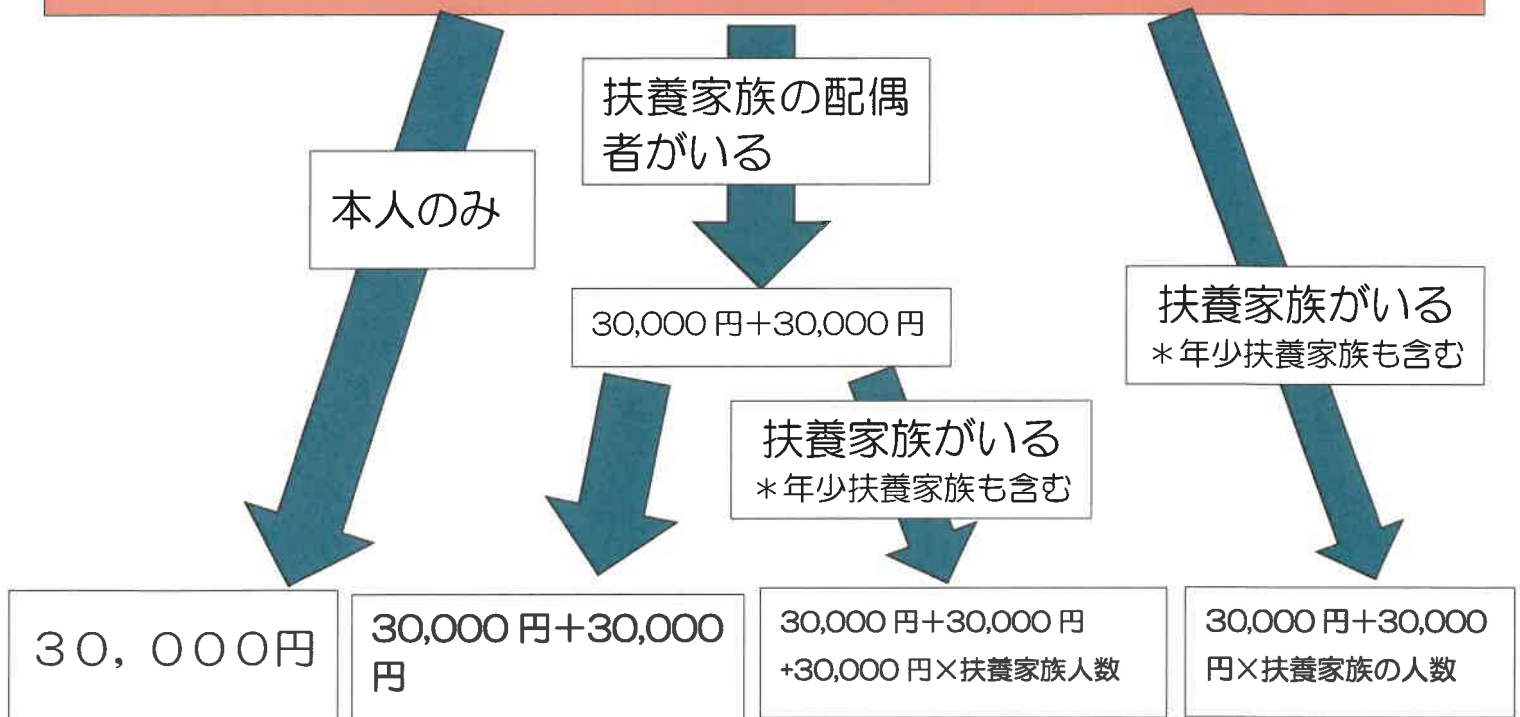 扶養家族の配偶
者がいる
本人のみ
30,000円+30,000円
扶養家族がいる
*年少扶養家族も含む
扶養家族がいる
*年少扶養家族も含む
30,000円
30,000円+30,000
円
30,000円+30,000円
+30,000円×扶養家族人数
30,000円+30,000
円×扶養家族の人数